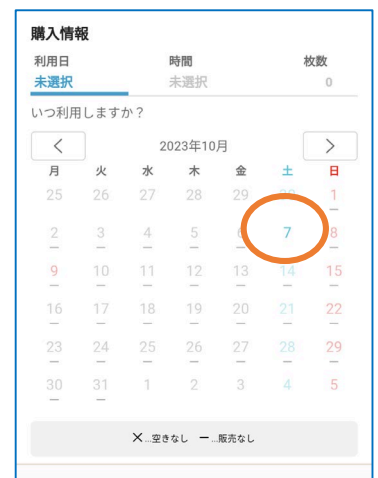 購入情報
利用日 時間 枚数
未選択 未選択 0
いつ利用しますか？
< 2023年10月 >
月 火 水 木 金 土 日
25 26 27 28 29 30 1
2 3 4 5 6 7 8
9 10 11 12 13 14 15
16 17 18 19 20 21 22
23 24 25 26 27 28 29
30 31 1 2 3 4 5
×…空きなし ー…販売なし